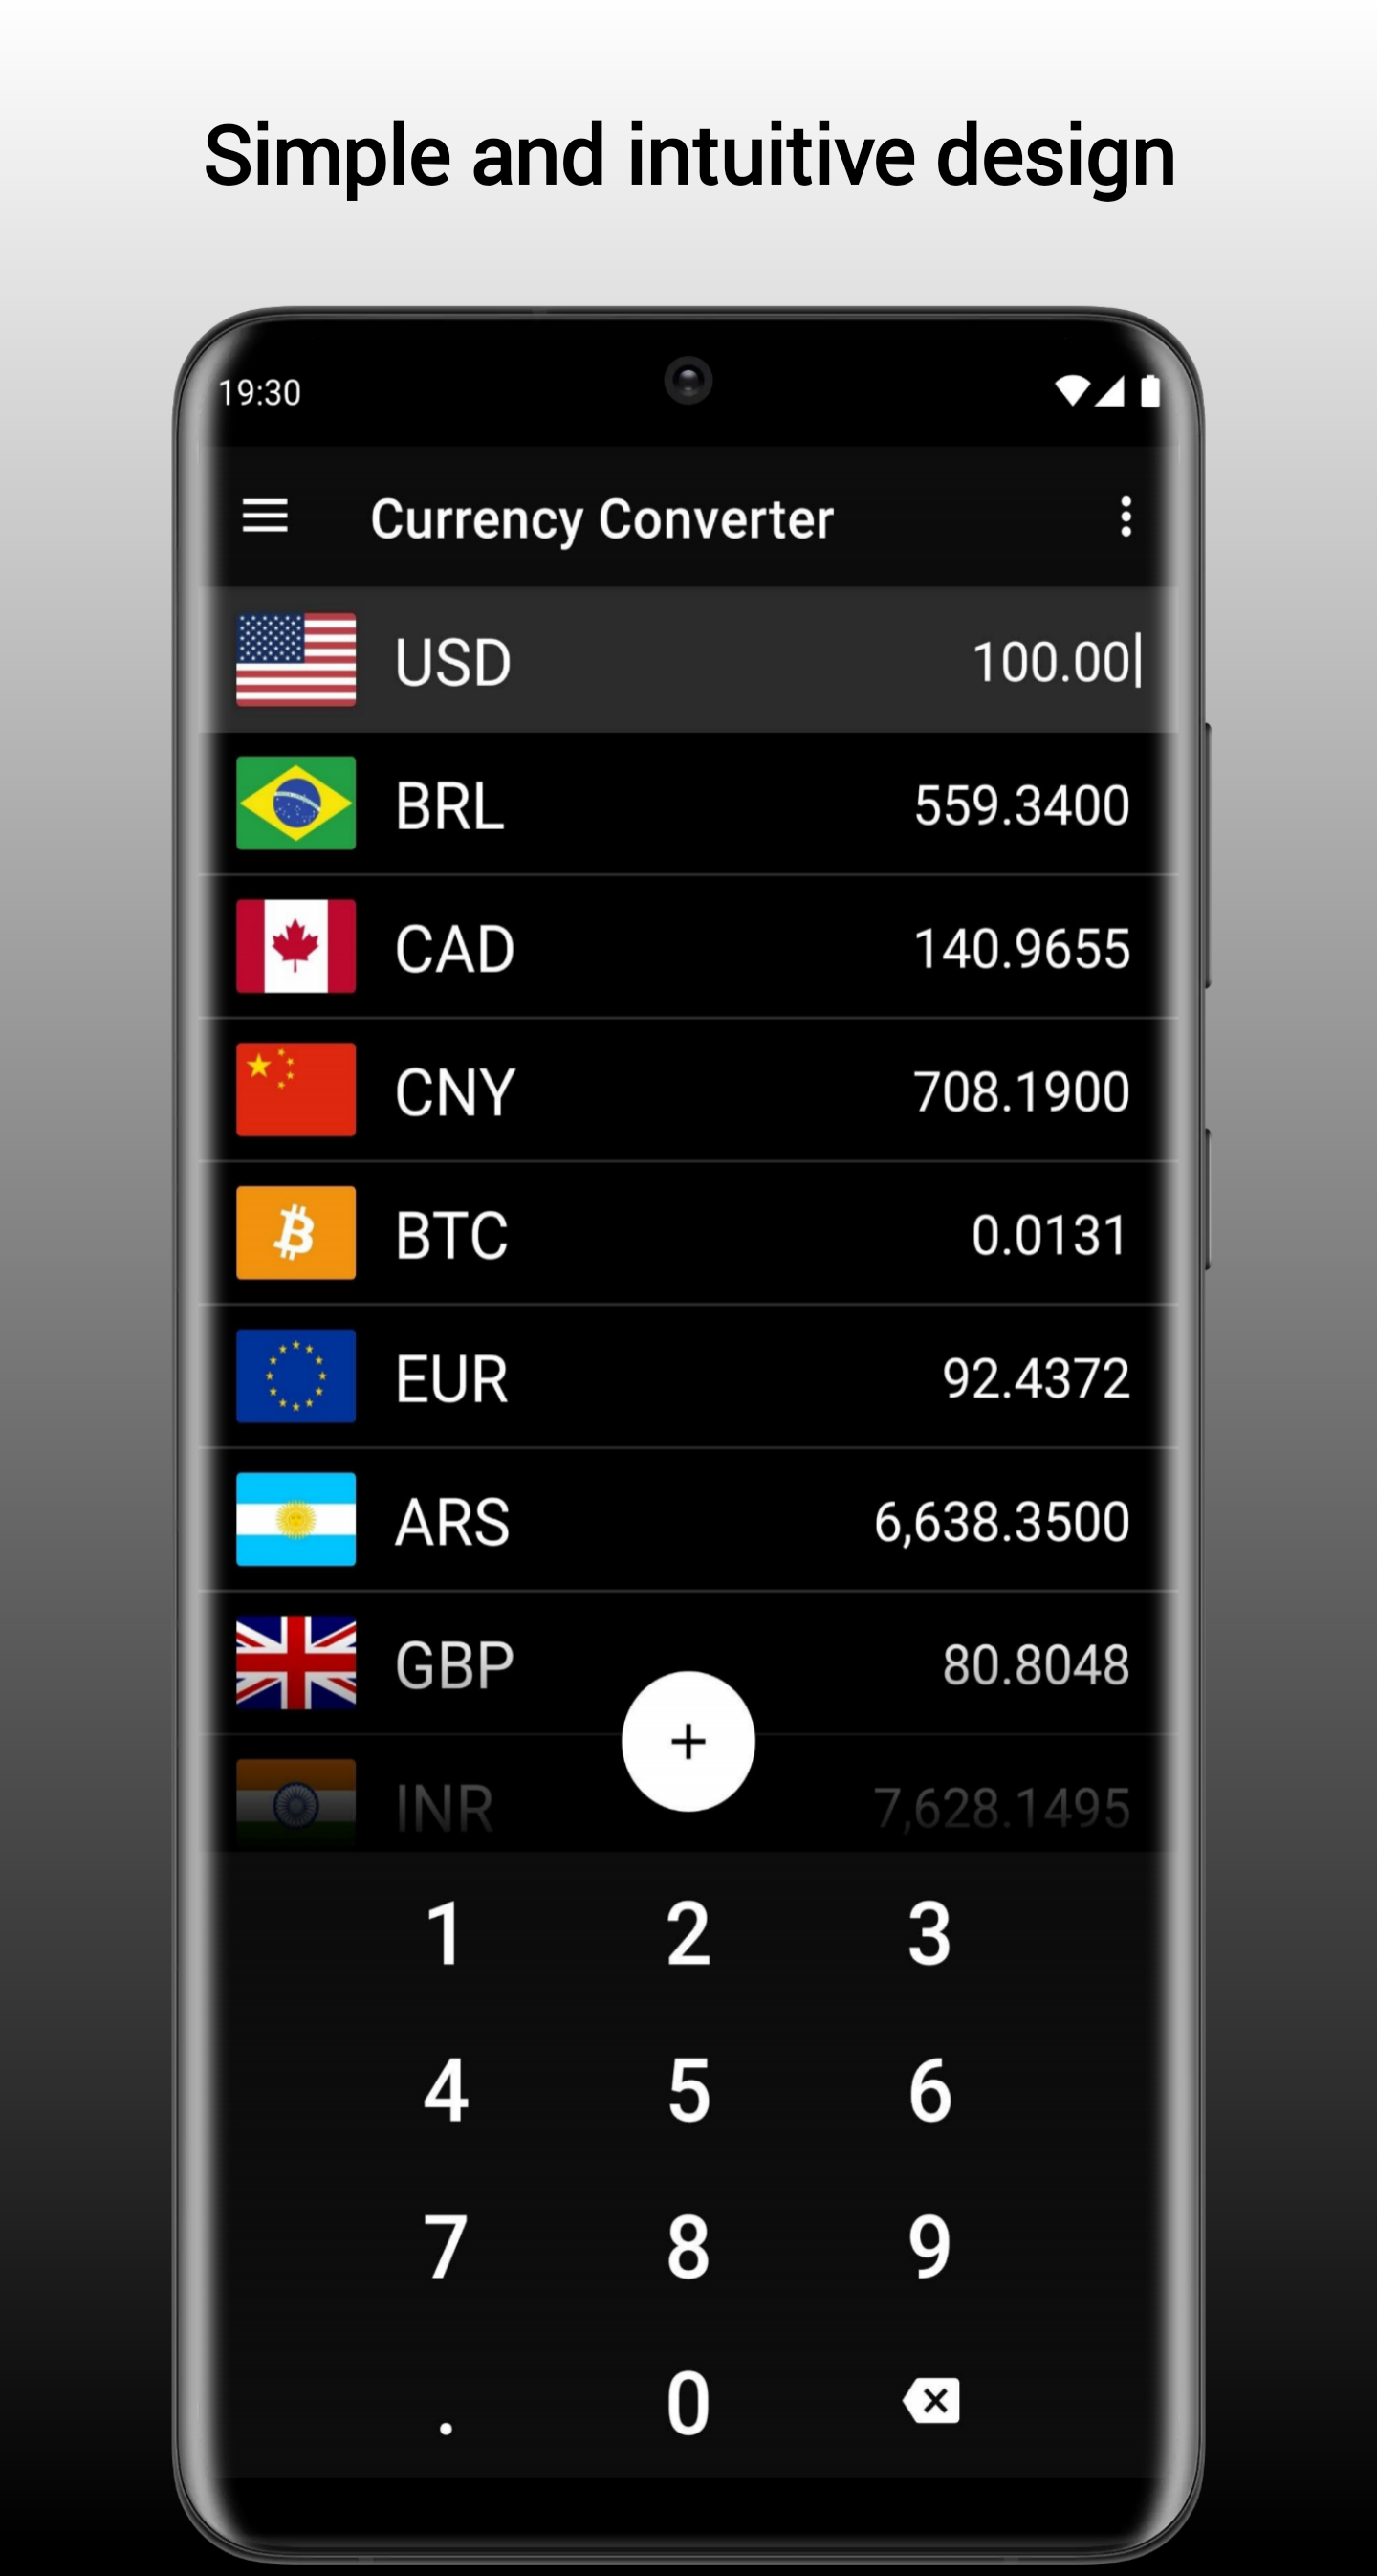 Simple and intuitive design
19:30
Currency Converter
USD 100.00
BRL 559.3400
CAD 140.9655
CNY 708.1900
BTC 0.0131
EUR 92.4372
ARS 6,638.3500
GBP 80.8048
+
INR 7,628.1495
1 2 3
4 5 6
7 8 9
. 0